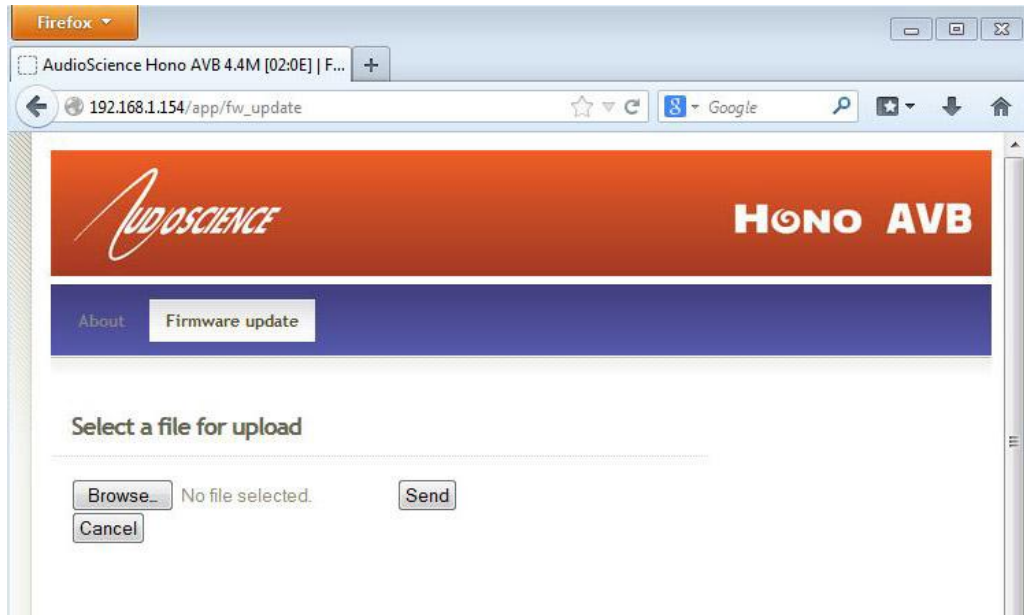 Firefox
AudioScience Hono AVB 4.4M [02:0E] | F...
192.168.1.154/app/fw_update
Google
AUDIOSCIENCE
HONO AVB
About
Firmware update
Select a file for upload
Browse_ No file selected. Send
Cancel